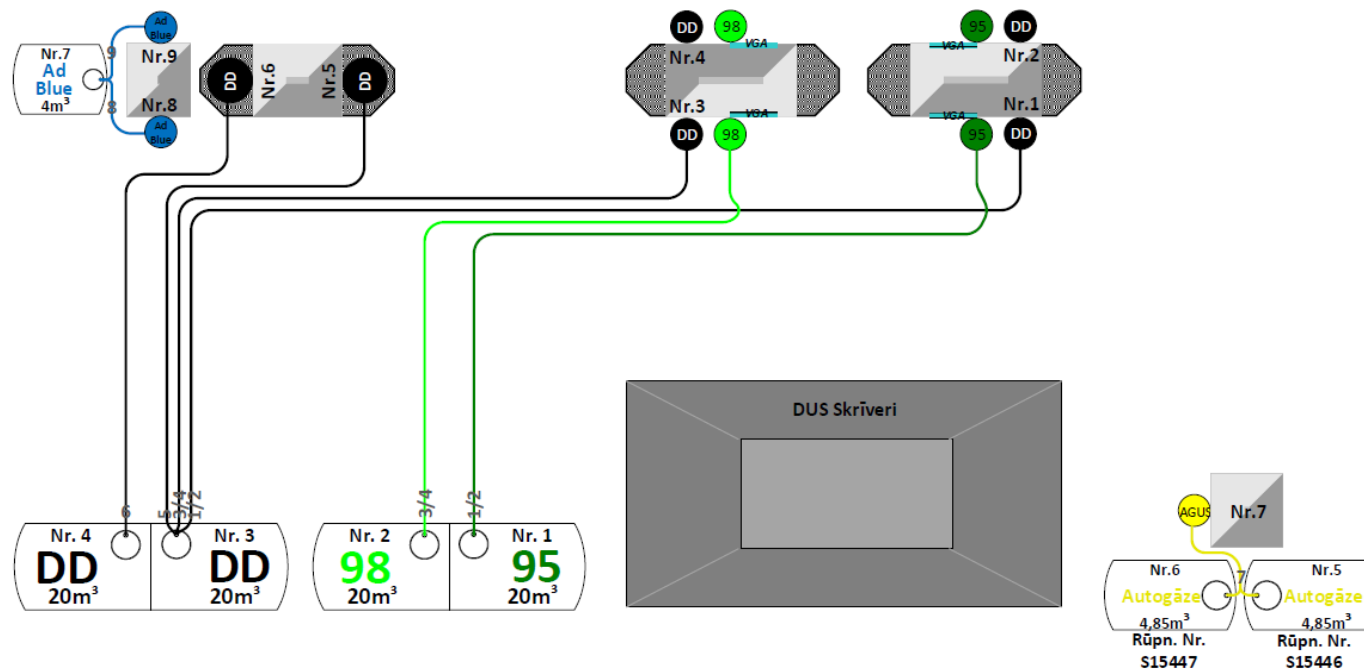 Ad
Blue
DD
98
95
DD
Nr.7
Ad
Blue
4m³
9
8
Nr.9
Nr.8
Ad
Blue
DD
Nr.6
Nr.5
DD
Nr.4
VGA
Nr.3
VGA
DD
98
VGA
Nr.2
Nr.1
VGA
95
DD
DUS Skrīveri
6
5
3/4
1/2
3/4
1/2
Nr. 4
DD
20m³
Nr. 3
DD
20m³
Nr. 2
98
20m³
Nr. 1
95
20m³
AGUS
Nr.7
7
Nr.6
Autogāze
4,85m³
Rūpn. Nr.
S15447
Nr.5
Autogāze
4,85m³
Rūpn. Nr.
S15446